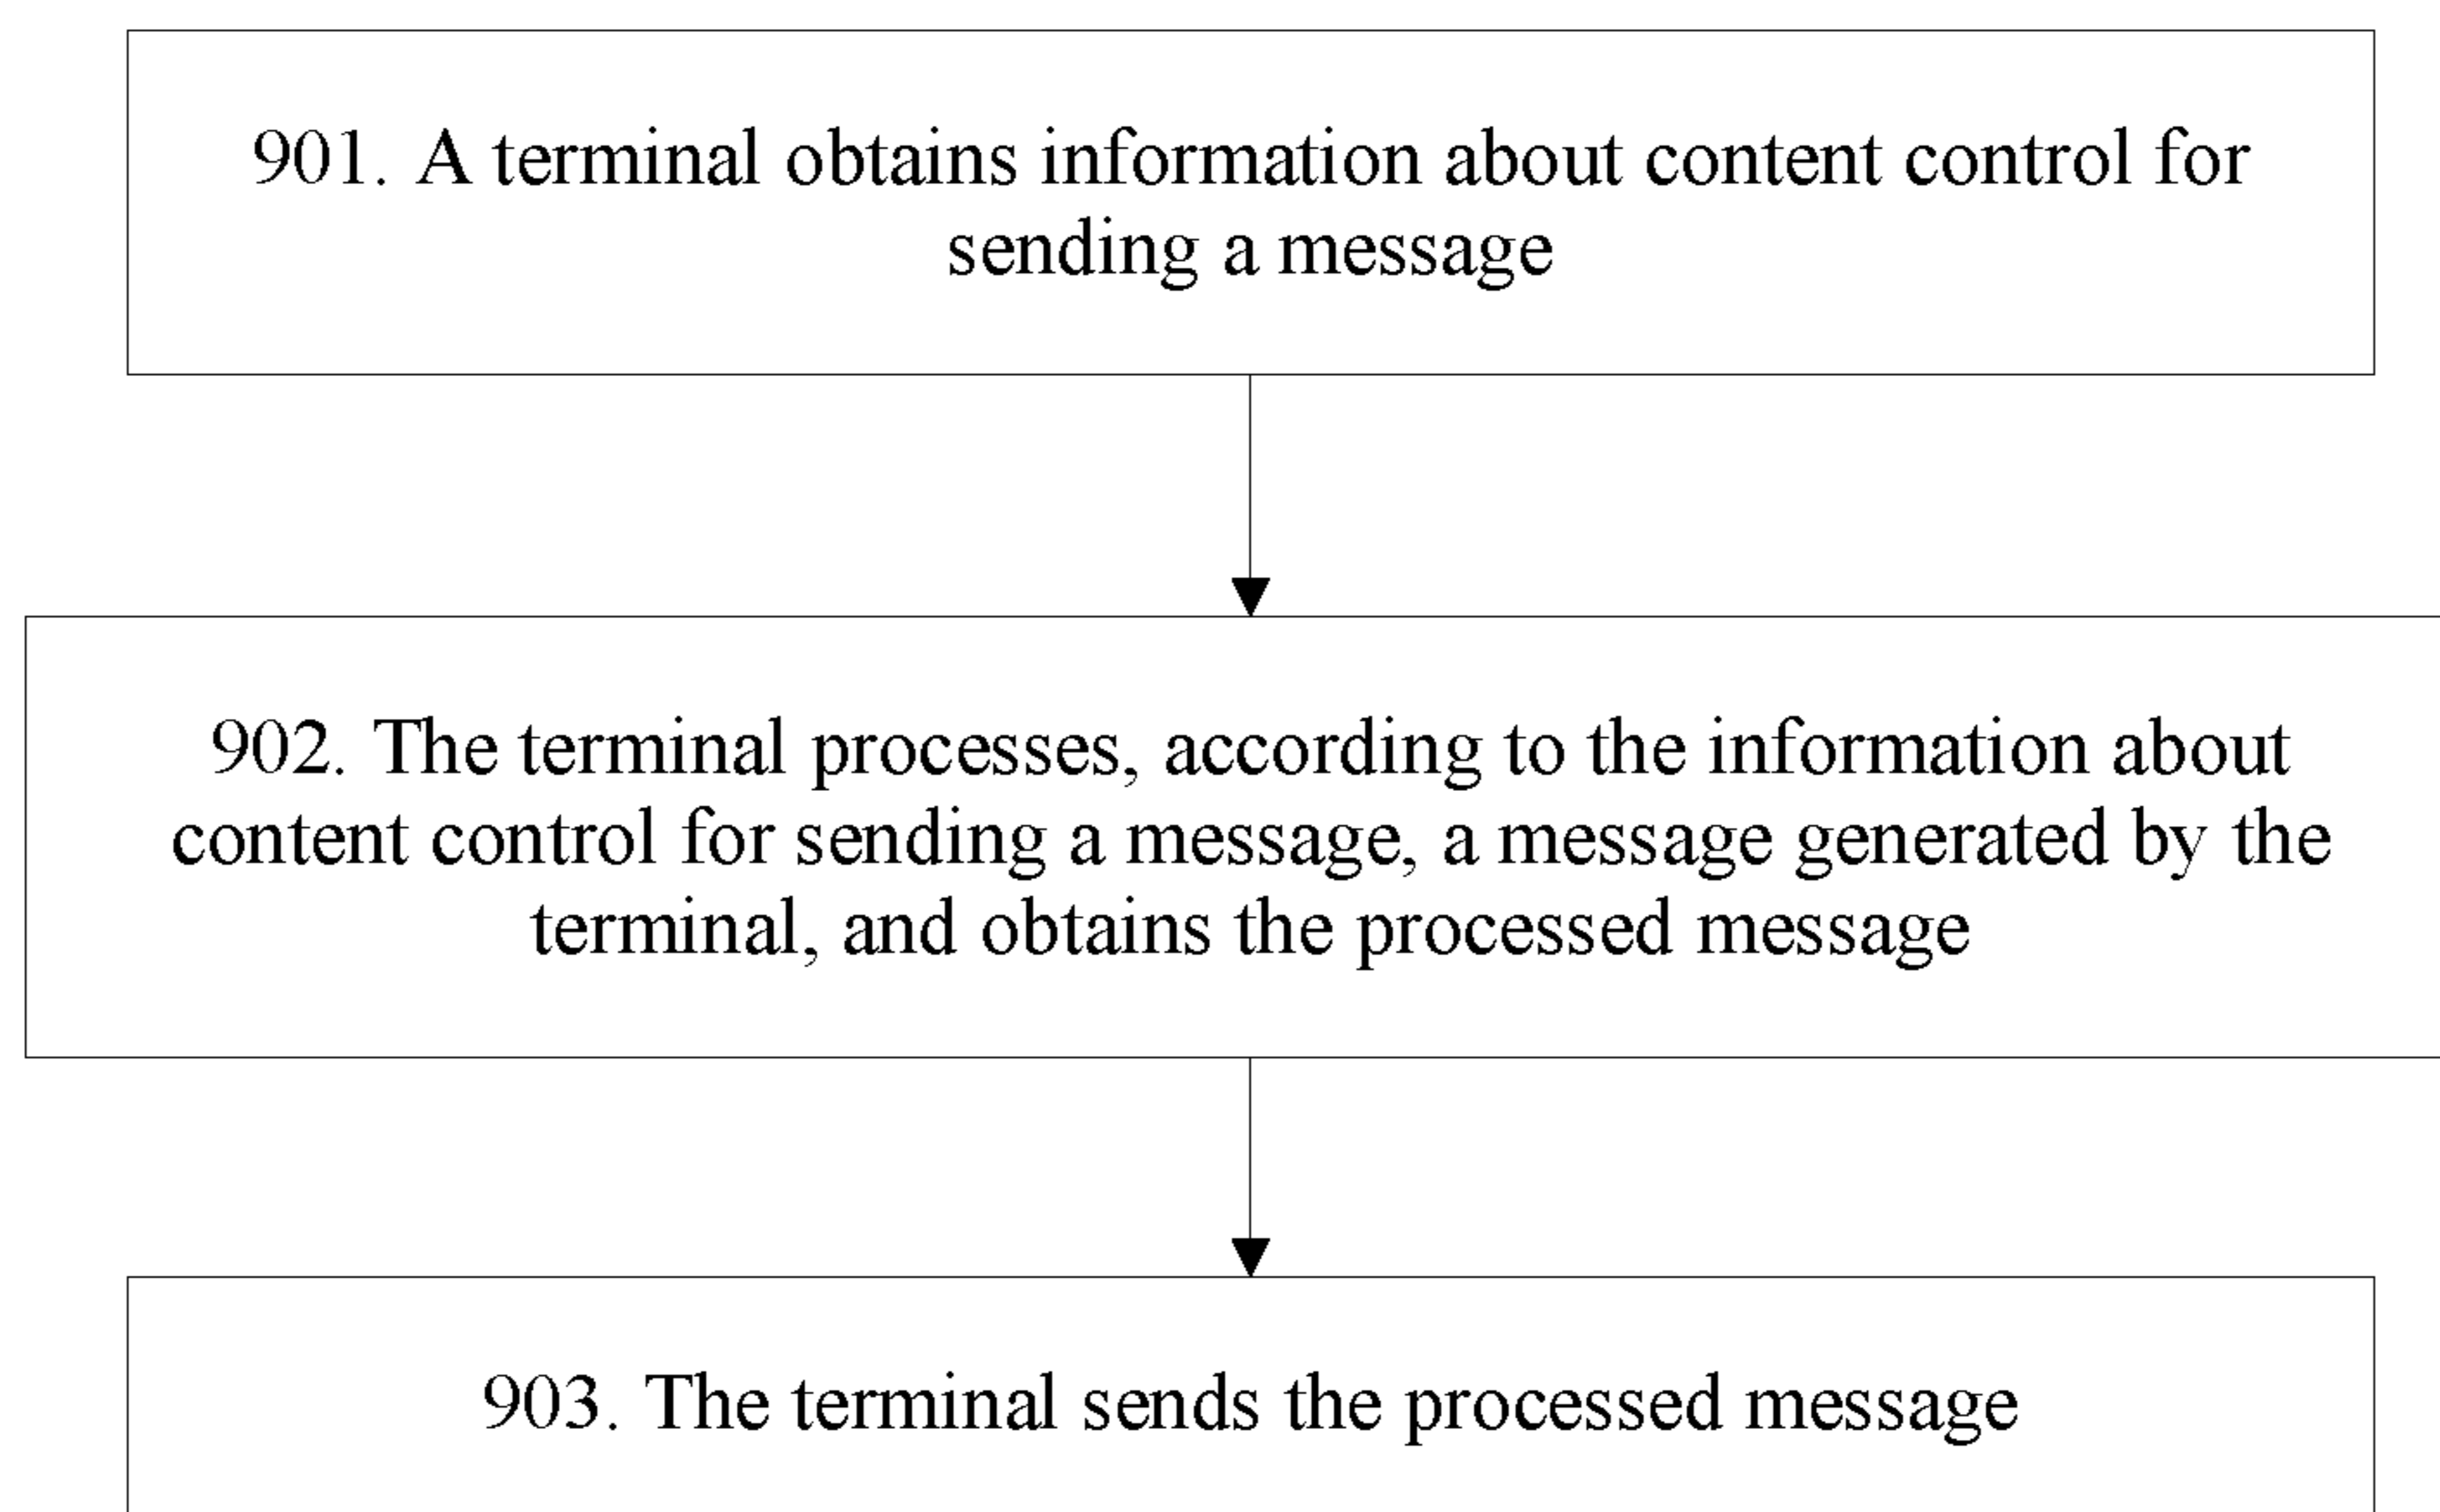 901. A terminal obtains information about content control for
sending a message
902. The terminal processes, according to the information about
content control for sending a message, a message generated by the
terminal, and obtains the processed message
903. The terminal sends the processed message